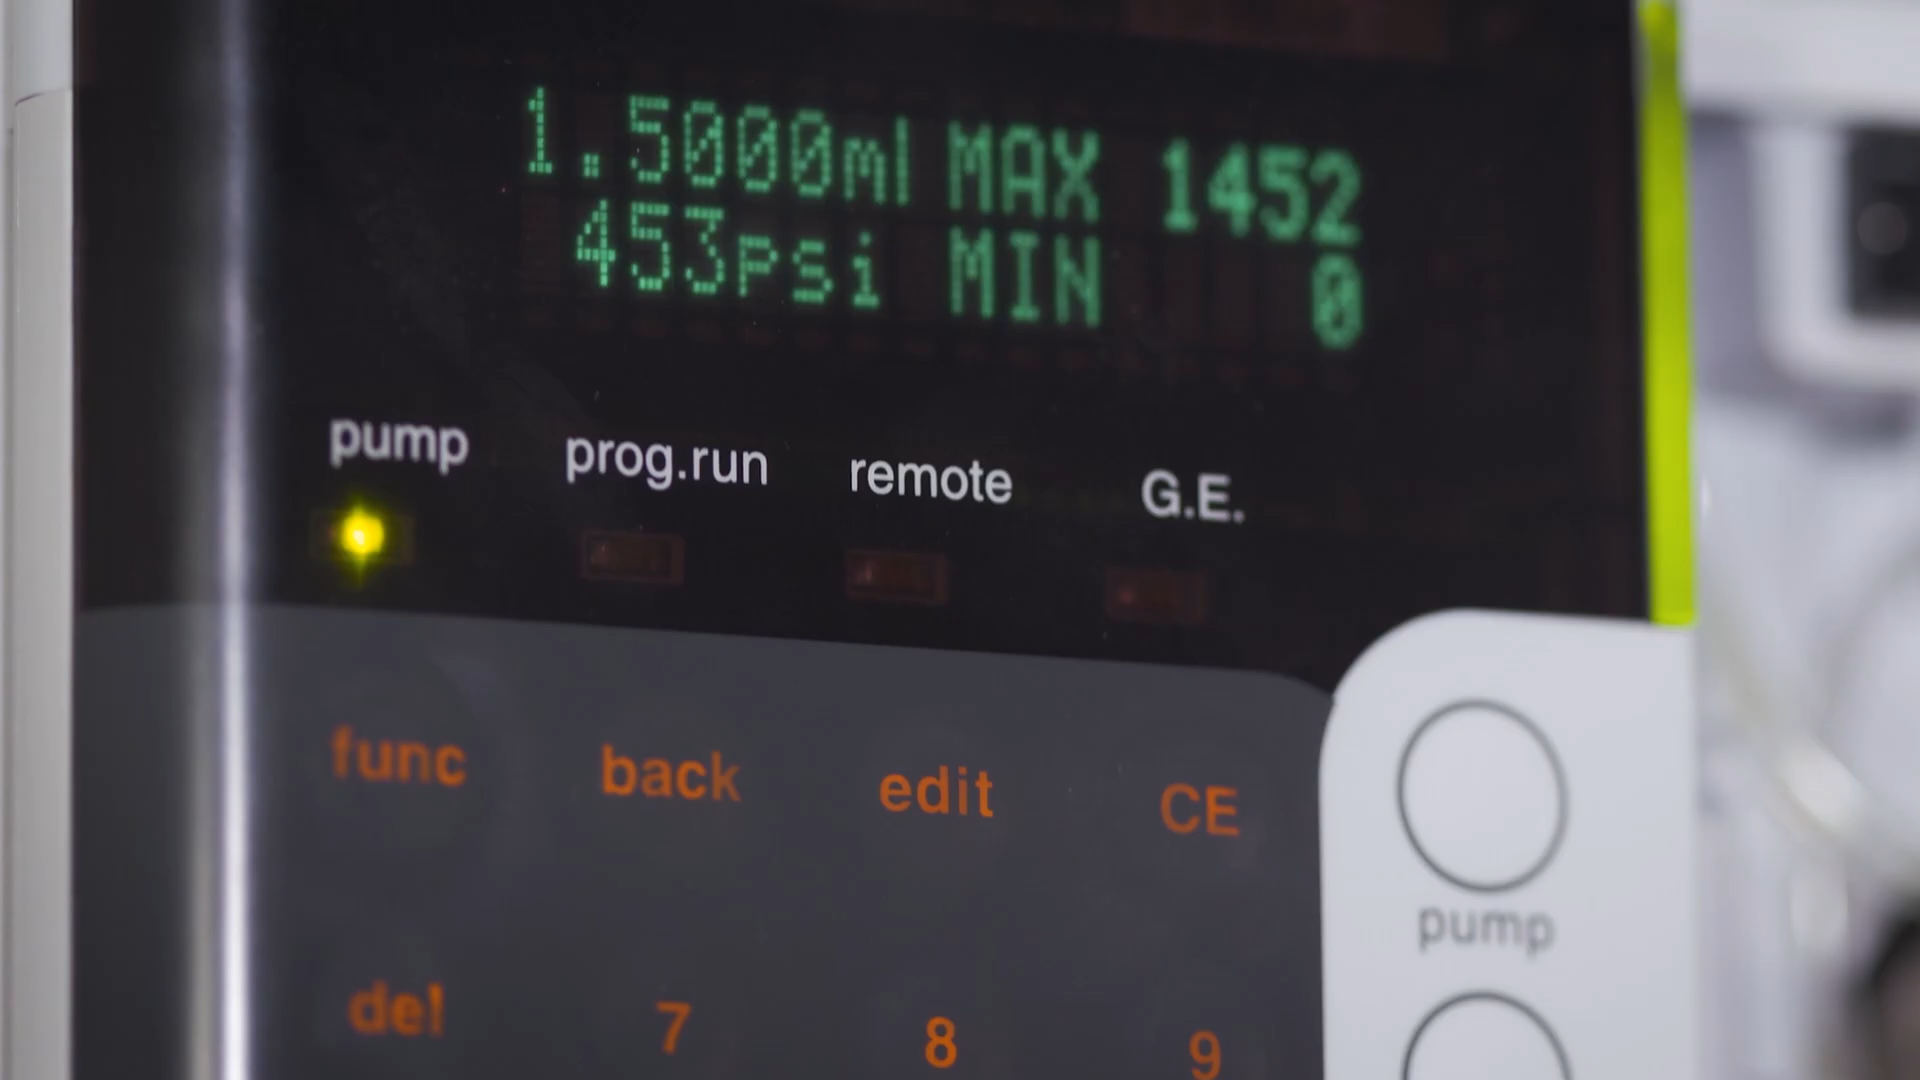 1.5000ml MAX 1452
453psi MIN 0
pump prog.run remote G.E.
func back edit CE
pump
del 7 8 9